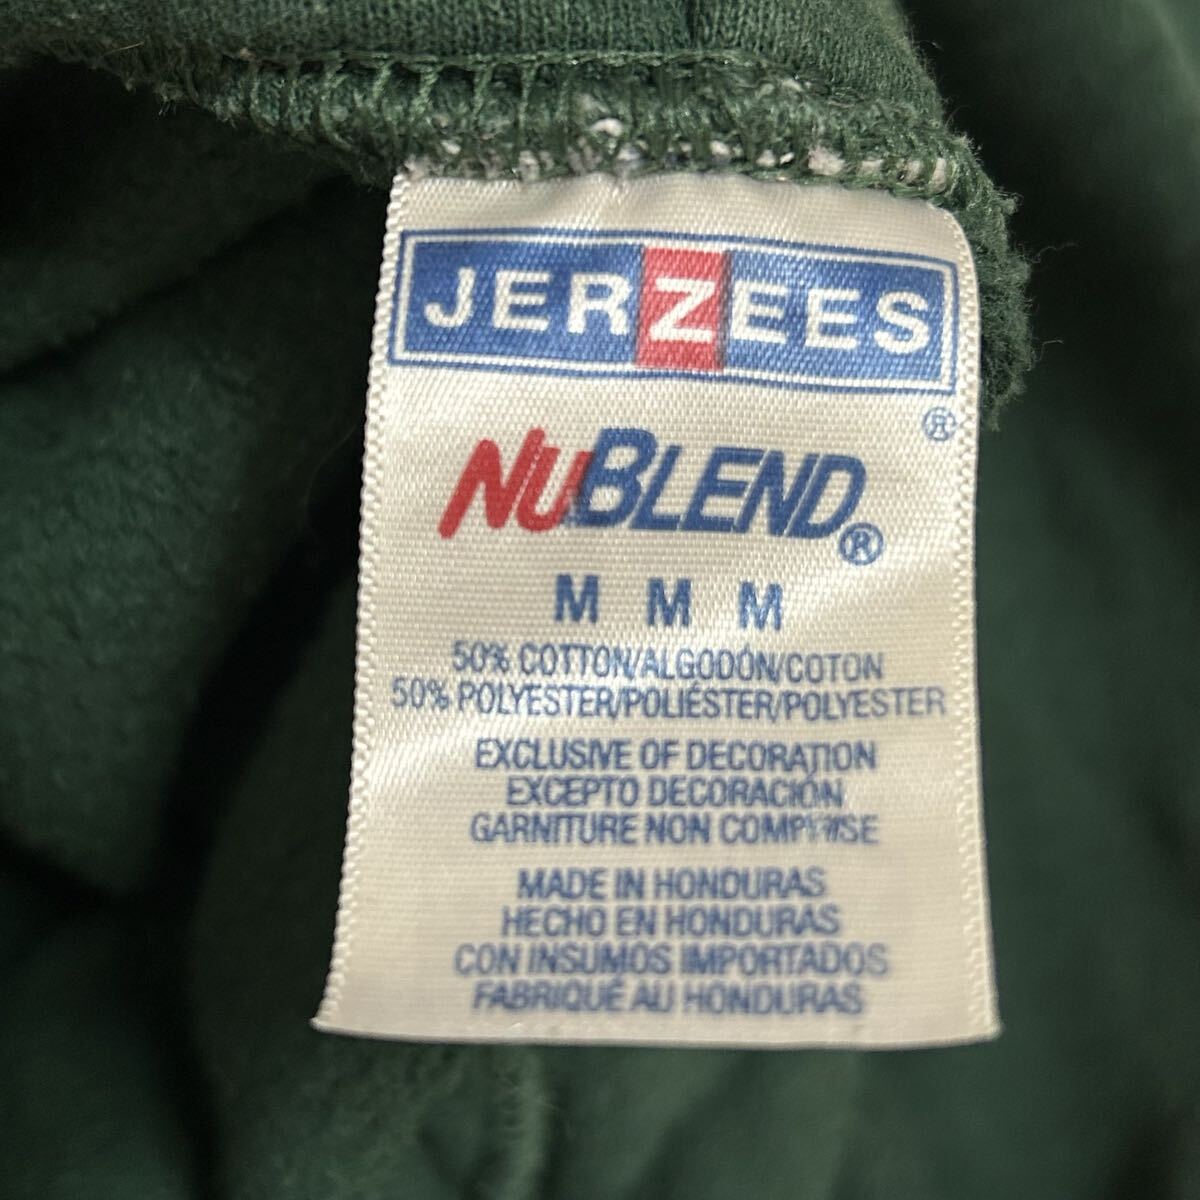 JERZEES
®
NUBLEND®
M M M
50% COTTON/ALGODÓN/COTON
50% POLYESTER/POLIÉSTER/POLYESTER
EXCLUSIVE OF DECORATION
EXCEPTO DECORACIÓN
GARNITURE NON COMPRISE
MADE IN HONDURAS
HECHO EN HONDURAS
CON INSUMOS IMPORTADOS
FABRIQUÉ AU HONDURAS